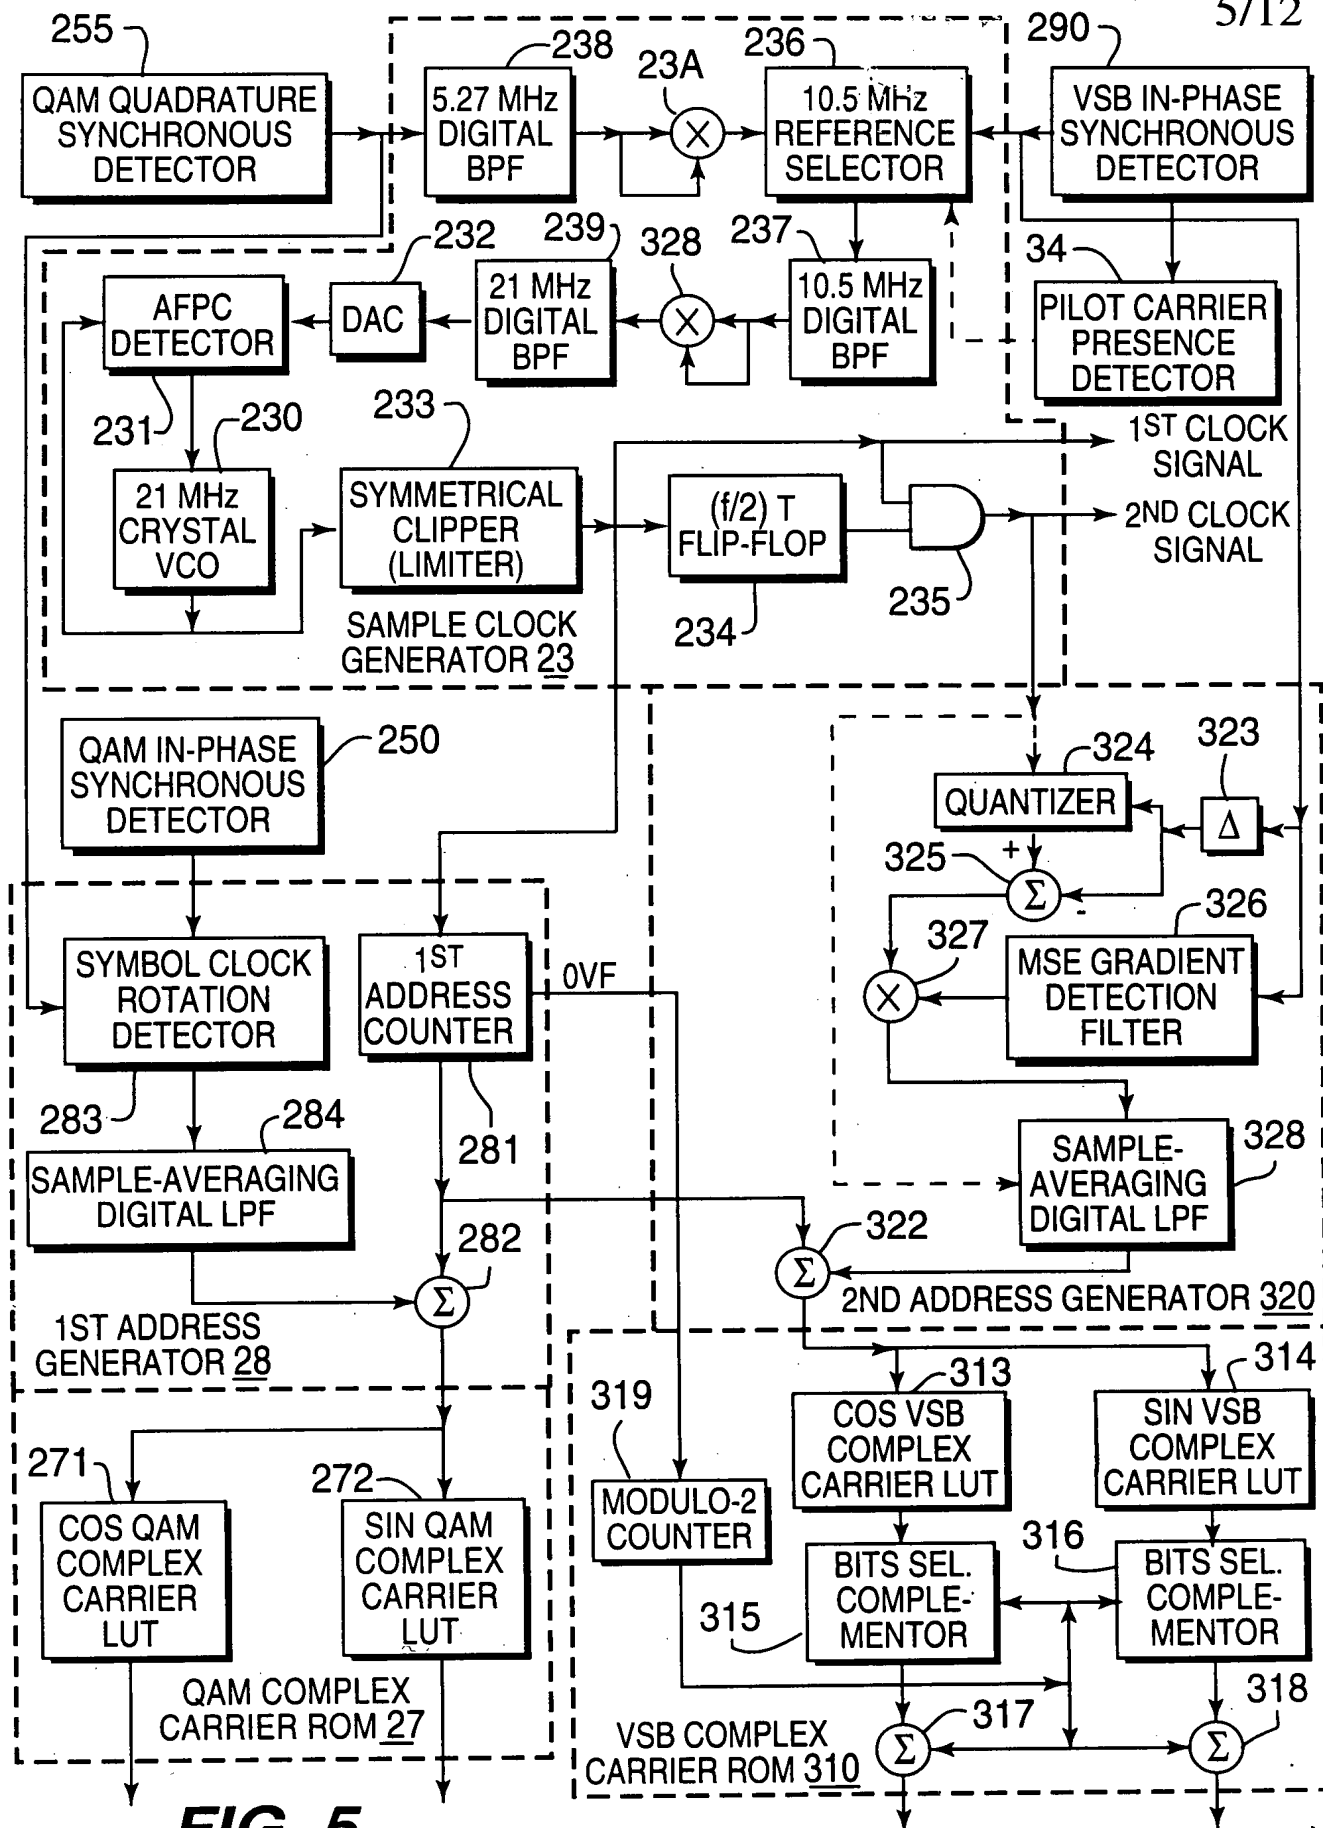 5/12
255
238
23A
236
290
QAM QUADRATURE
SYNCHRONOUS
DETECTOR
5.27 MHz
DIGITAL
BPF
X
10.5 MHz
REFERENCE
SELECTOR
VSB IN-PHASE
SYNCHRONOUS
DETECTOR
232
239
328
237
34
AFPC
DETECTOR
DAC
21 MHz
DIGITAL
BPF
X
10.5 MHz
DIGITAL
BPF
PILOT CARRIER
PRESENCE
DETECTOR
231
230
233
1ST CLOCK
SIGNAL
21 MHz
CRYSTAL
VCO
SYMMETRICAL
CLIPPER
(LIMITER)
(f/2) T
FLIP-FLOP
2ND CLOCK
SIGNAL
234
235
SAMPLE CLOCK
GENERATOR 23
QAM IN-PHASE
SYNCHRONOUS
DETECTOR
250
324
323
QUANTIZER
Δ
325
+
Σ
-
326
327
SYMBOL CLOCK
ROTATION
DETECTOR
1ST
ADDRESS
COUNTER
0VF
X
MSE GRADIENT
DETECTION
FILTER
283
284
281
SAMPLE-AVERAGING
DIGITAL LPF
SAMPLE-
AVERAGING
DIGITAL LPF
328
282
Σ
322
Σ
1ST ADDRESS
GENERATOR 28
2ND ADDRESS GENERATOR 320
319
313
314
COS VSB
COMPLEX
CARRIER LUT
SIN VSB
COMPLEX
CARRIER LUT
271
272
COS QAM
COMPLEX
CARRIER
LUT
SIN QAM
COMPLEX
CARRIER
LUT
MODULO-2
COUNTER
316
BITS SEL.
COMPLE-
MENTOR
BITS SEL.
COMPLE-
MENTOR
315
QAM COMPLEX
CARRIER ROM 27
317
318
Σ
Σ
VSB COMPLEX
CARRIER ROM 310
FIG. 5